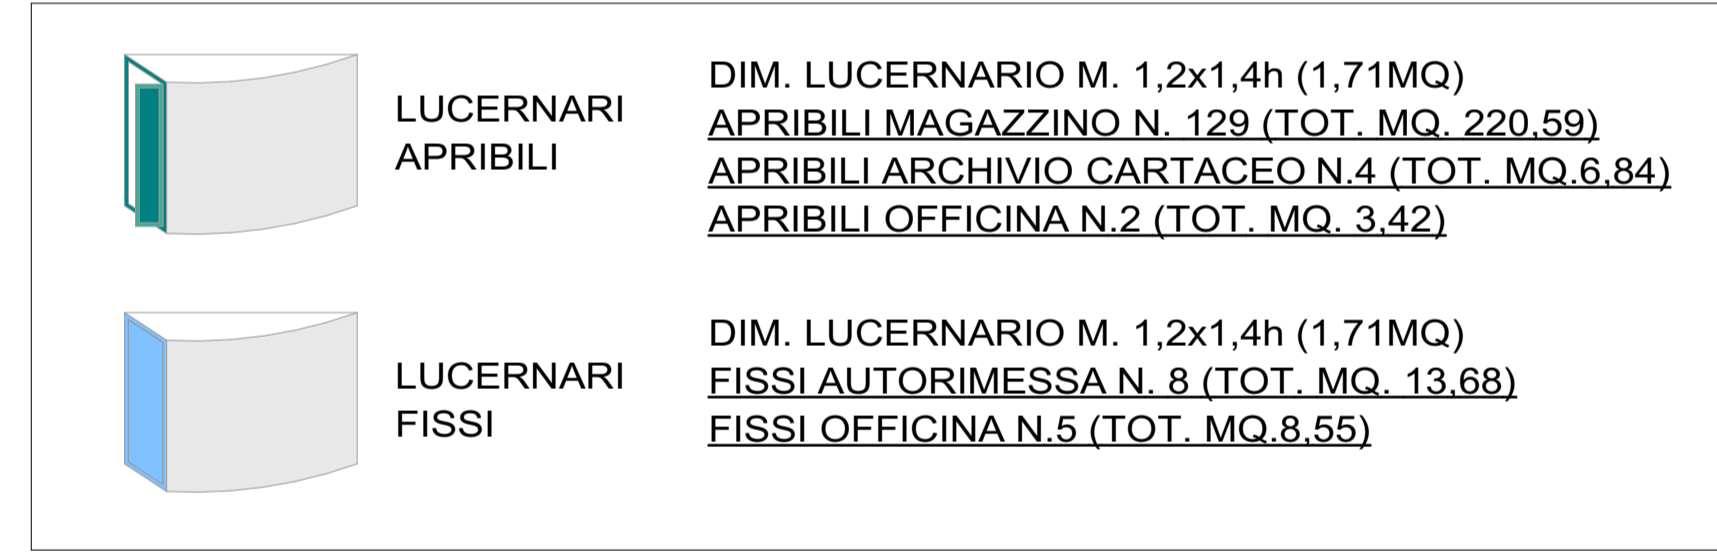 LUCERNARI
APRIBILI
DIM. LUCERNARIO M. 1,2x1,4h (1,71MQ)
APRIBILI MAGAZZINO N. 129 (TOT. MQ. 220,59)
APRIBILI ARCHIVIO CARTACEO N.4 (TOT. MQ.6,84)
APRIBILI OFFICINA N.2 (TOT. MQ. 3,42)
LUCERNARI
FISSI
DIM. LUCERNARIO M. 1,2x1,4h (1,71MQ)
FISSI AUTORIMESSA N. 8 (TOT. MQ. 13,68)
FISSI OFFICINA N.5 (TOT. MQ.8,55)